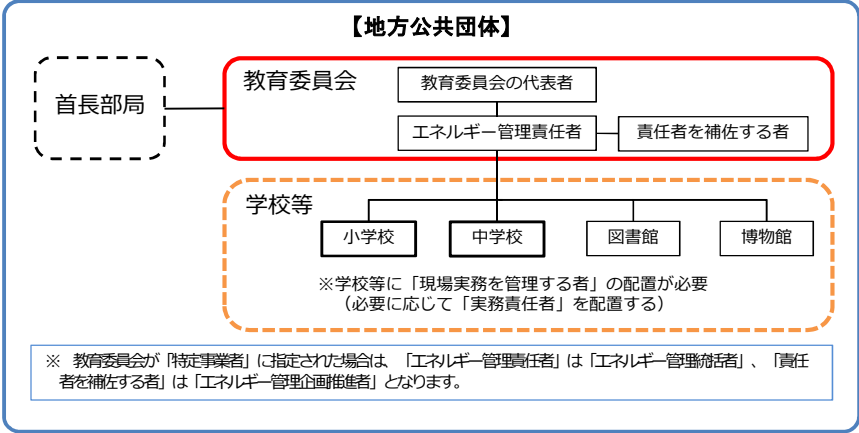 【地方公共団体】
首長部局
教育委員会
教育委員会の代表者
エネルギー管理責任者
責任者を補佐する者
学校等
小学校
中学校
図書館
博物館
※学校等に「現場実務を管理する者」の配置が必要
（必要に応じて「実務責任者」を配置する）
※　教育委員会が「特定事業者」に指定された場合は、「エネルギー管理責任者」は「エネルギー管理統括者」、「責任
者を補佐する者」は「エネルギー管理企画推進者」となります。